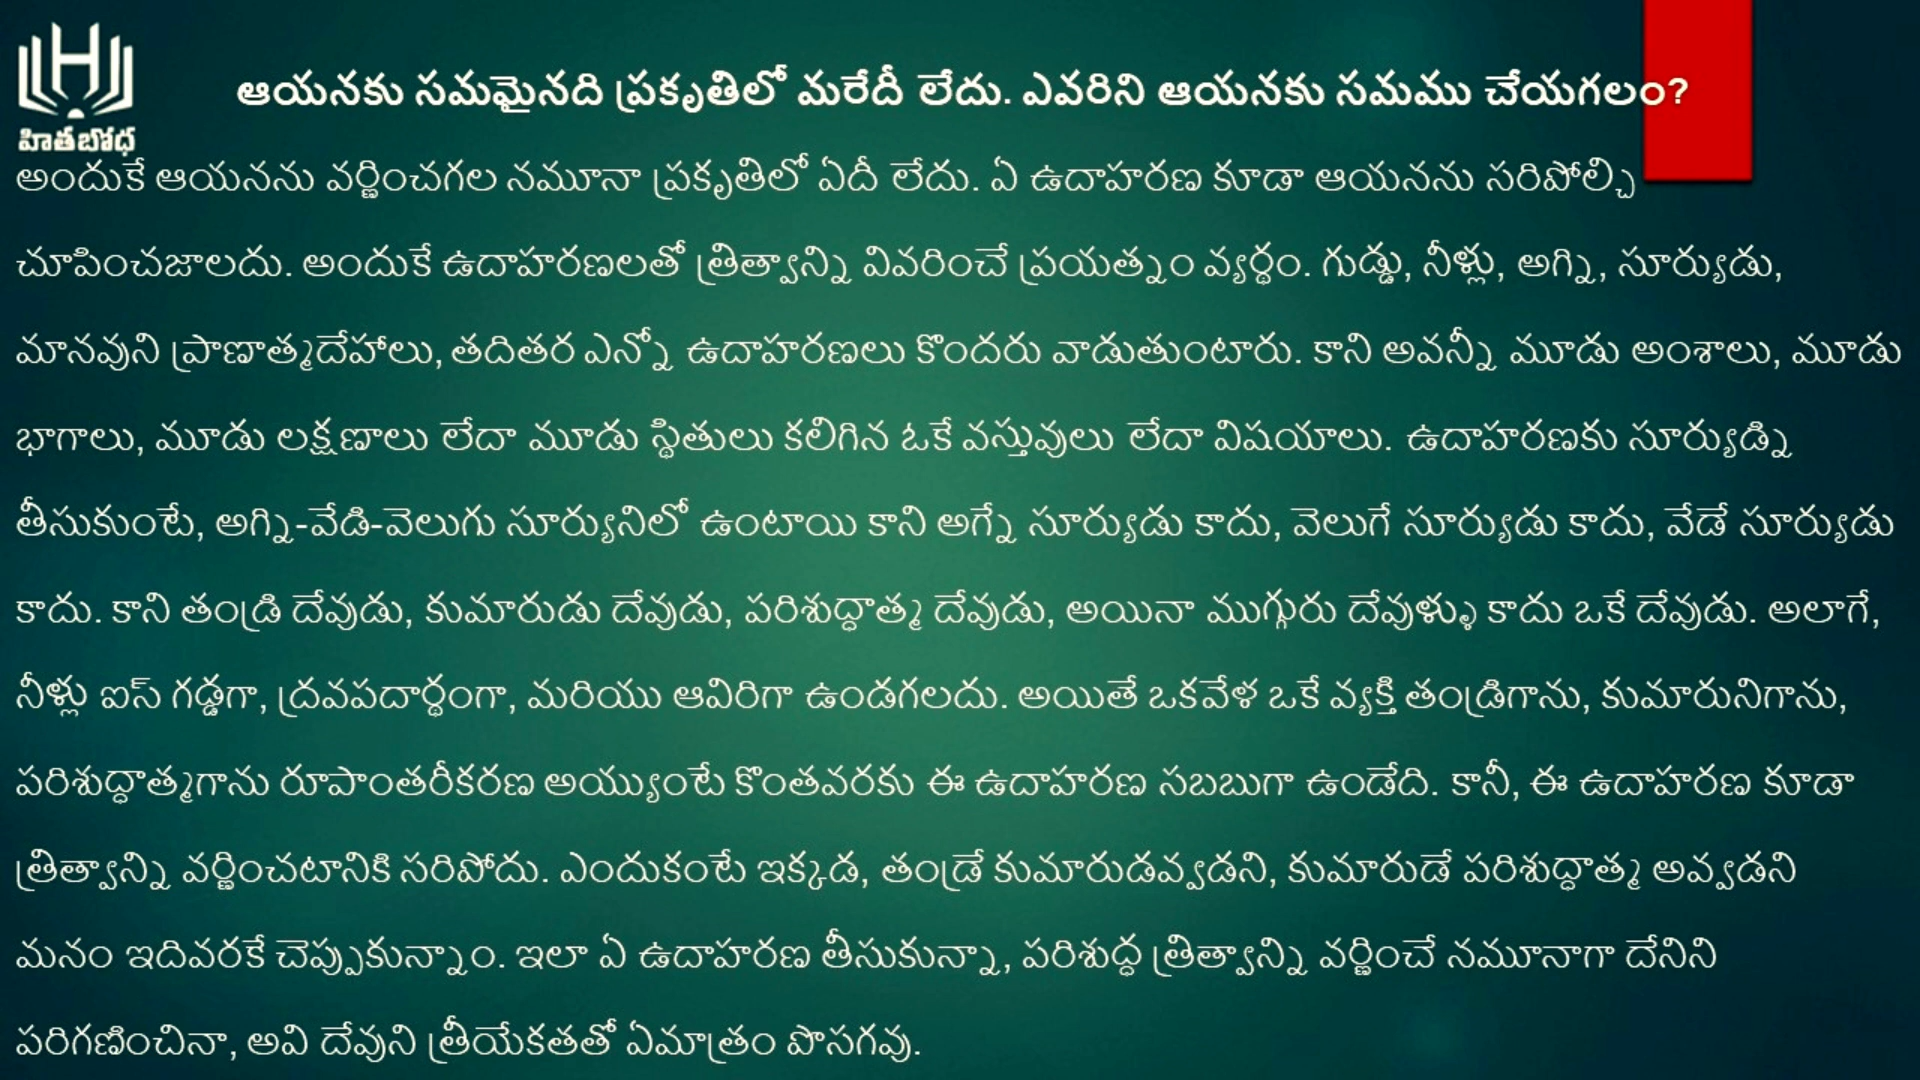 హితబోధ
ఆయనకు సమమైనది ప్రకృతిలో మరేదీ లేదు. ఎవరిని ఆయనకు సమము చేయగలం?
అందుకే ఆయనను వర్ణించగల నమూనా ప్రకృతిలో ఏదీ లేదు. ఏ ఉదాహరణ కూడా ఆయనను సరిపోల్చి
చూపించజాలదు. అందుకే ఉదాహరణలతో త్రిత్వాన్ని వివరించే ప్రయత్నం వ్యర్థం. గుడ్డు, నీళ్లు, అగ్ని, సూర్యుడు,
మానవుని ప్రాణాత్మదేహాలు, తదితర ఎన్నో ఉదాహరణలు కొందరు వాడుతుంటారు. కాని అవన్నీ మూడు అంశాలు, మూడు
భాగాలు, మూడు లక్షణాలు లేదా మూడు స్థితులు కలిగిన ఓకే వస్తువులు లేదా విషయాలు. ఉదాహరణకు సూర్యుడ్ని
తీసుకుంటే, అగ్ని-వేడి-వెలుగు సూర్యునిలో ఉంటాయి కాని అగ్నే సూర్యుడు కాదు, వెలుగే సూర్యుడు కాదు, వేడే సూర్యుడు
కాదు. కాని తండ్రి దేవుడు, కుమారుడు దేవుడు, పరిశుద్ధాత్మ దేవుడు, అయినా ముగ్గురు దేవుళ్ళు కాదు ఒకే దేవుడు. అలాగే,
నీళ్లు ఐస్ గడ్డగా, ద్రవపదార్థంగా, మరియు ఆవిరిగా ఉండగలదు. అయితే ఒకవేళ ఒకే వ్యక్తి తండ్రిగాను, కుమారునిగాను,
పరిశుద్ధాత్మగాను రూపాంతరీకరణ అయ్యుంటే కొంతవరకు ఈ ఉదాహరణ సబబుగా ఉండేది. కానీ, ఈ ఉదాహరణ కూడా
త్రిత్వాన్ని వర్ణించటానికి సరిపోదు. ఎందుకంటే ఇక్కడ, తండ్రే కుమారుడవ్వడని, కుమారుడే పరిశుద్ధాత్మ అవ్వడని
మనం ఇదివరకే చెప్పుకున్నాం. ఇలా ఏ ఉదాహరణ తీసుకున్నా, పరిశుద్ధ త్రిత్వాన్ని వర్ణించే నమూనాగా దేనిని
పరిగణించినా, అవి దేవుని త్రీయేకతతో ఏమాత్రం పొసగవు.